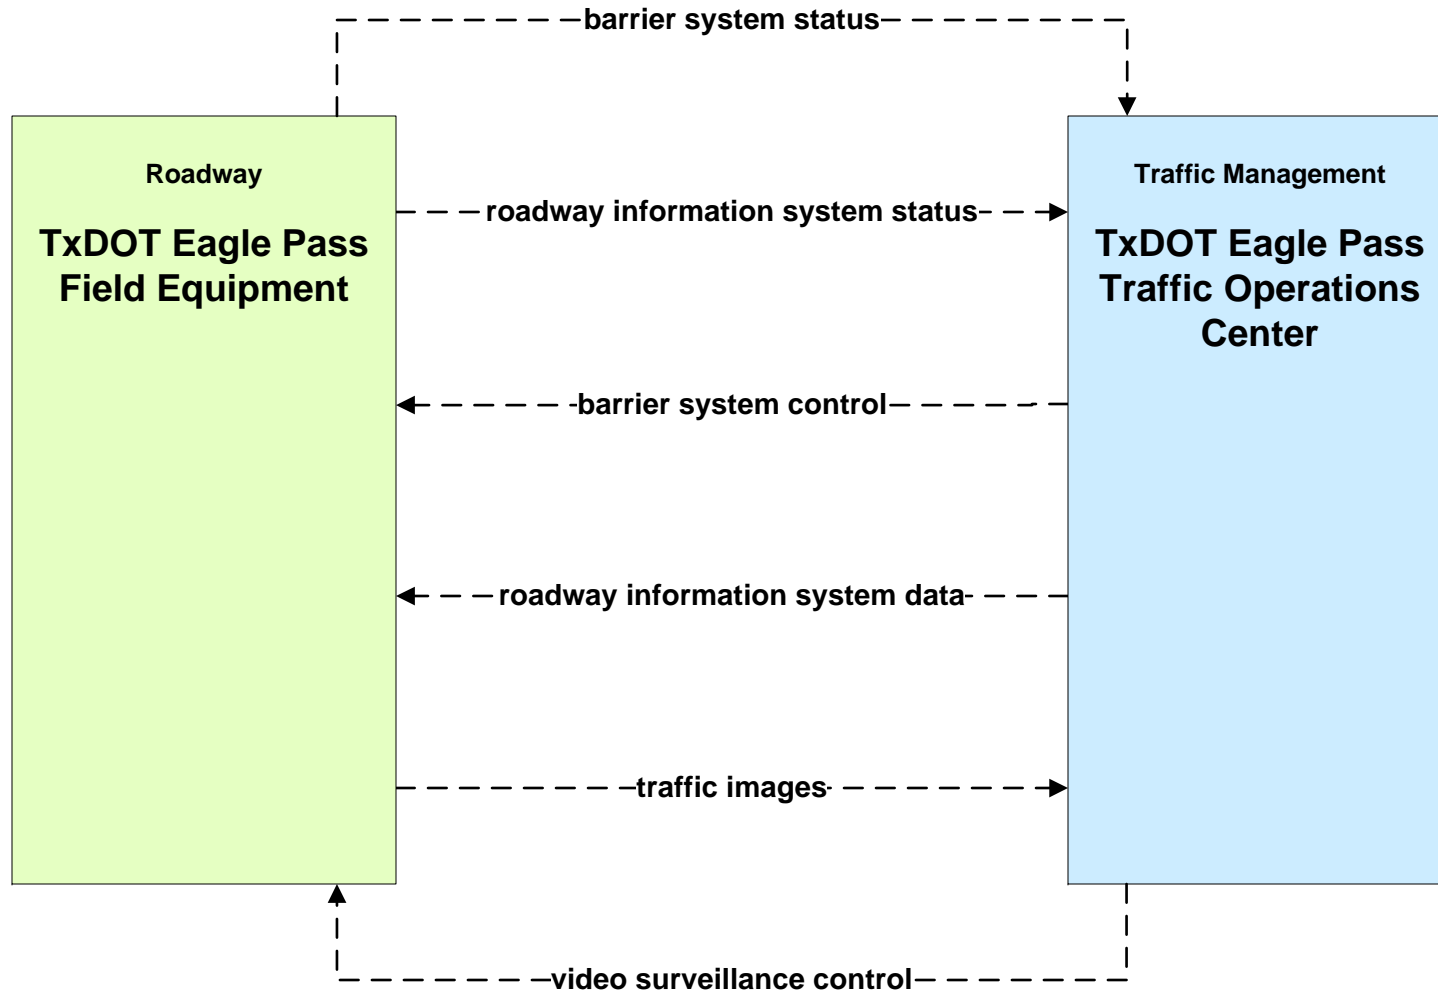 barrier system status
Roadway
TxDOT Eagle Pass
Field Equipment
Traffic Management
TxDOT Eagle Pass
Traffic Operations
Center
roadway information system status
barrier system control
roadway information system data
traffic images
video surveillance control